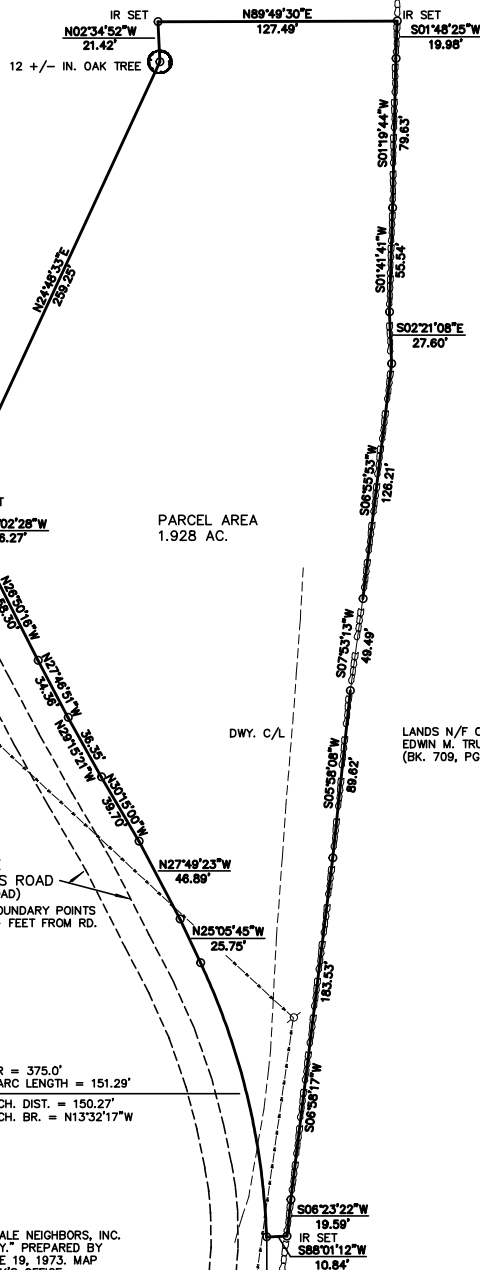 IR SET
N89°49'30"E
127.49'
IR SET
N02°34'52"W
21.42'
S01°48'25"W
19.98'
12 +/- IN. OAK TREE
S01°19'44"W
79.63'
N24°48'33"E
259.25'
S01°41'41"W
55.54'
S02°21'08"E
27.60'
S06°55'53"W
126.21'
T
02'28"W
6.27'
PARCEL AREA
1.928 AC.
N26°50'16"W
58.30'
S07°53'13"W
49.49'
N27°46'51"W
34.36'
N29°15'21"W
36.35'
DWY. C/L
LANDS N/F O
EDWIN M. TRU
(BK. 709, PG
S05°58'08"W
89.62'
N30°15'00"W
39.70'
N27°49'23"W
46.89'
S ROAD
OAD)
OUNDARY POINTS
FEET FROM RD.
N25°05'45"W
25.75'
183.53'
S06°58'17"W
R = 375.0'
ARC LENGTH = 151.29'
CH. DIST. = 150.27'
CH. BR. = N13°32'17"W
S06°23'22"W
19.59'
IR SET
S88°01'12"W
10.84'
ALE NEIGHBORS, INC.
Y." PREPARED BY
E 19, 1973. MAP